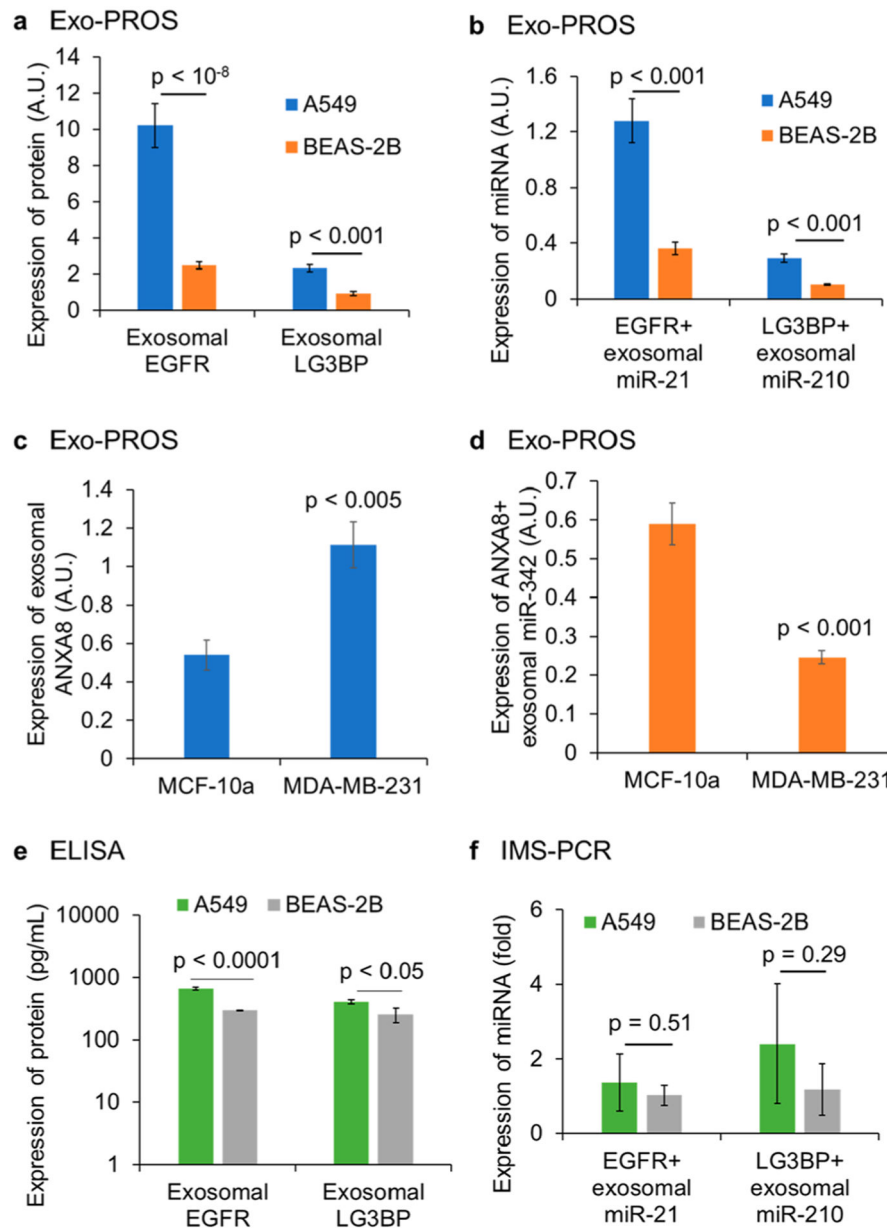 a Exo-PROS
Expression of protein (A.U.)
14
12
10
8
6
4
2
0
p < 10⁻⁸
p < 0.001
A549
BEAS-2B
Exosomal
EGFR
Exosomal
LG3BP
b Exo-PROS
Expression of miRNA (A.U.)
1.6
1.2
0.8
0.4
0
p < 0.001
p < 0.001
A549
BEAS-2B
EGFR+
exosomal
miR-21
LG3BP+
exosomal
miR-210
c Exo-PROS
Expression of exosomal
ANXA8 (A.U.)
1.4
1.2
1
0.8
0.6
0.4
0.2
0
p < 0.005
MCF-10a
MDA-MB-231
d Exo-PROS
Expression of ANXA8+
exosomal miR-342 (A.U.)
0.7
0.6
0.5
0.4
0.3
0.2
0.1
0
p < 0.001
MCF-10a
MDA-MB-231
e ELISA
Expression of protein (pg/mL)
10000
1000
100
10
1
A549
BEAS-2B
p < 0.0001
p < 0.05
Exosomal
EGFR
Exosomal
LG3BP
f IMS-PCR
Expression of miRNA (fold)
6
4
2
0
A549
BEAS-2B
p = 0.51
p = 0.29
EGFR+
exosomal
miR-21
LG3BP+
exosomal
miR-210